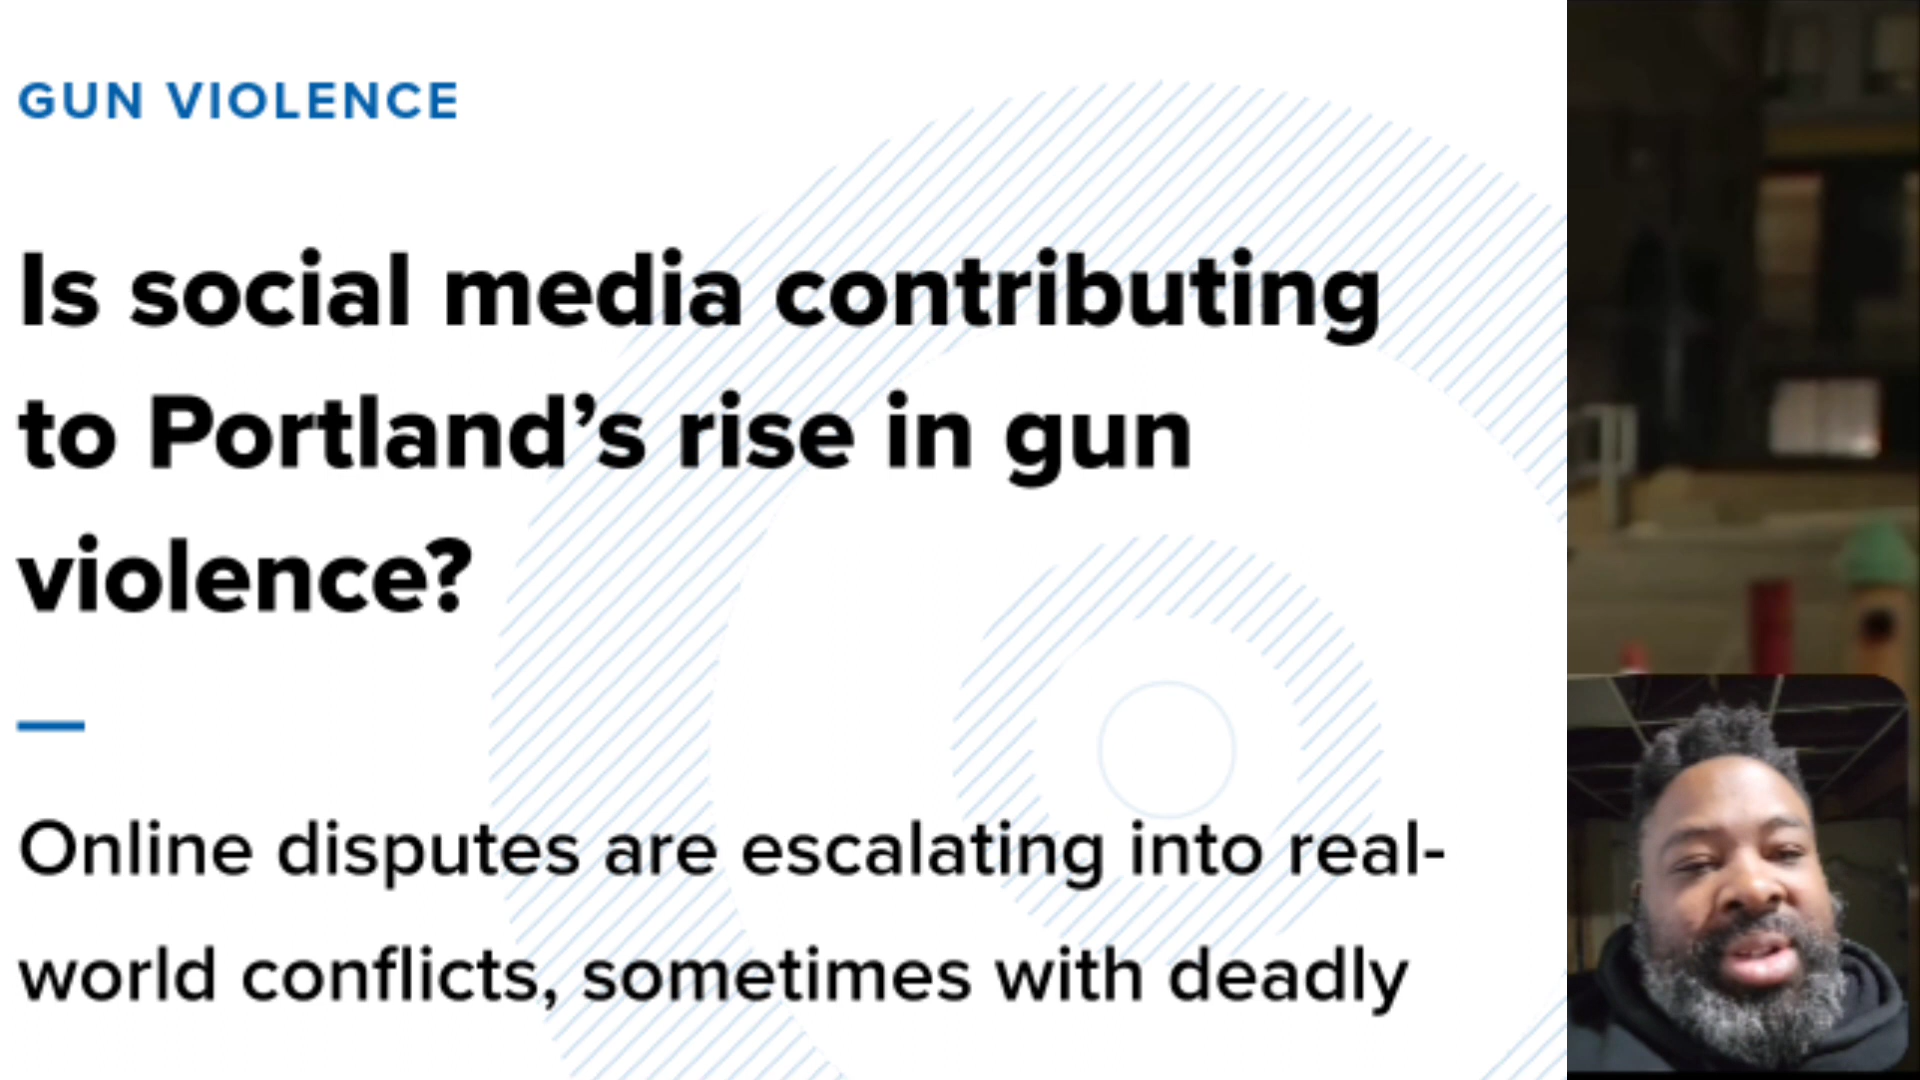 GUN VIOLENCE
Is social media contributing
to Portland’s rise in gun
violence?
Online disputes are escalating into real-
world conflicts, sometimes with deadly